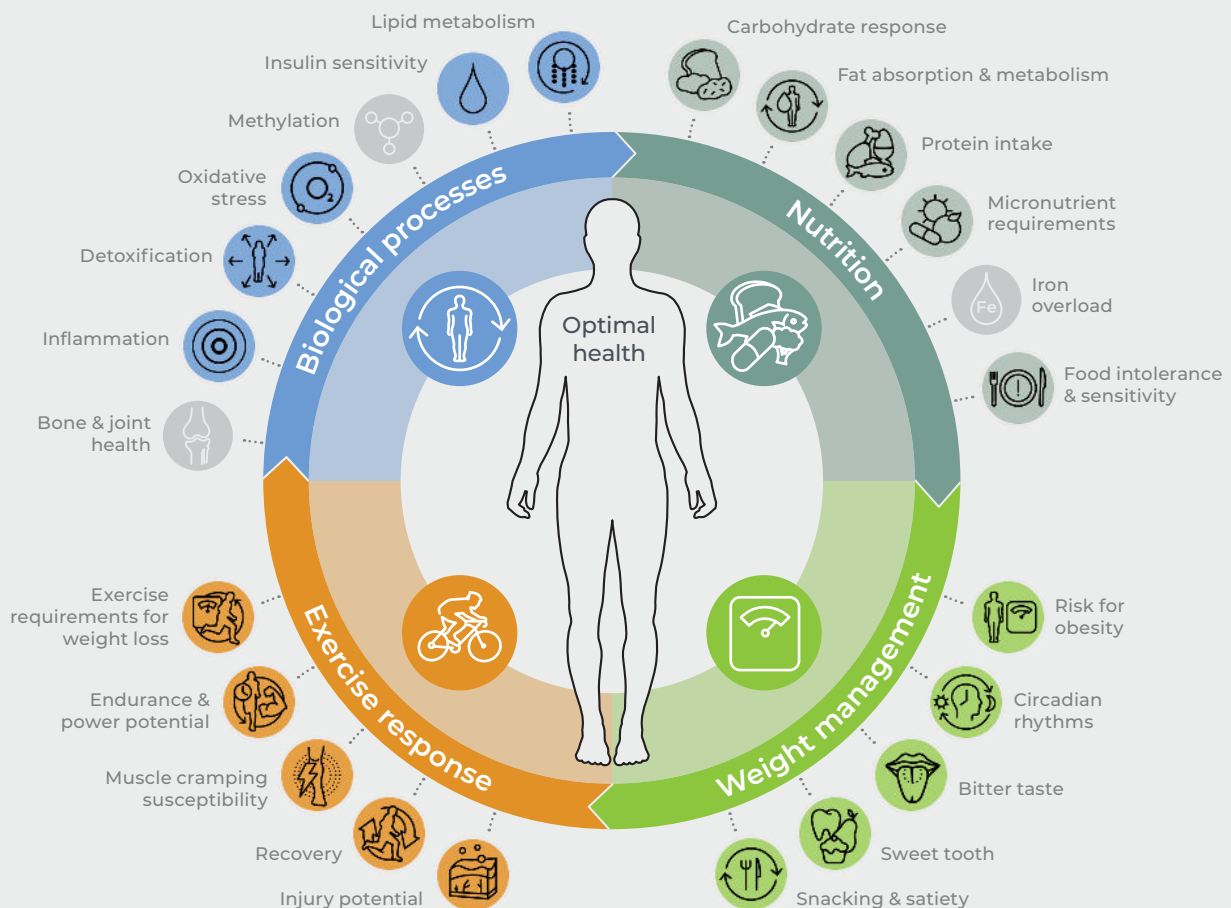 Lipid metabolism
Insulin sensitivity
Methylation
Oxidative
stress
Detoxification
Inflammation
Bone & joint
health
Biological processes
Carbohydrate response
Fat absorption & metabolism
Protein intake
Micronutrient
requirements
Iron
overload
Fe
Food intolerance
& sensitivity
Nutrition
O₂
Optimal
health
Exercise
requirements for
weight loss
Endurance &
power potential
Muscle cramping
susceptibility
Recovery
Injury potential
Exercise response
Risk for
obesity
Circadian
rhythms
Bitter taste
Sweet tooth
Snacking & satiety
Weight management